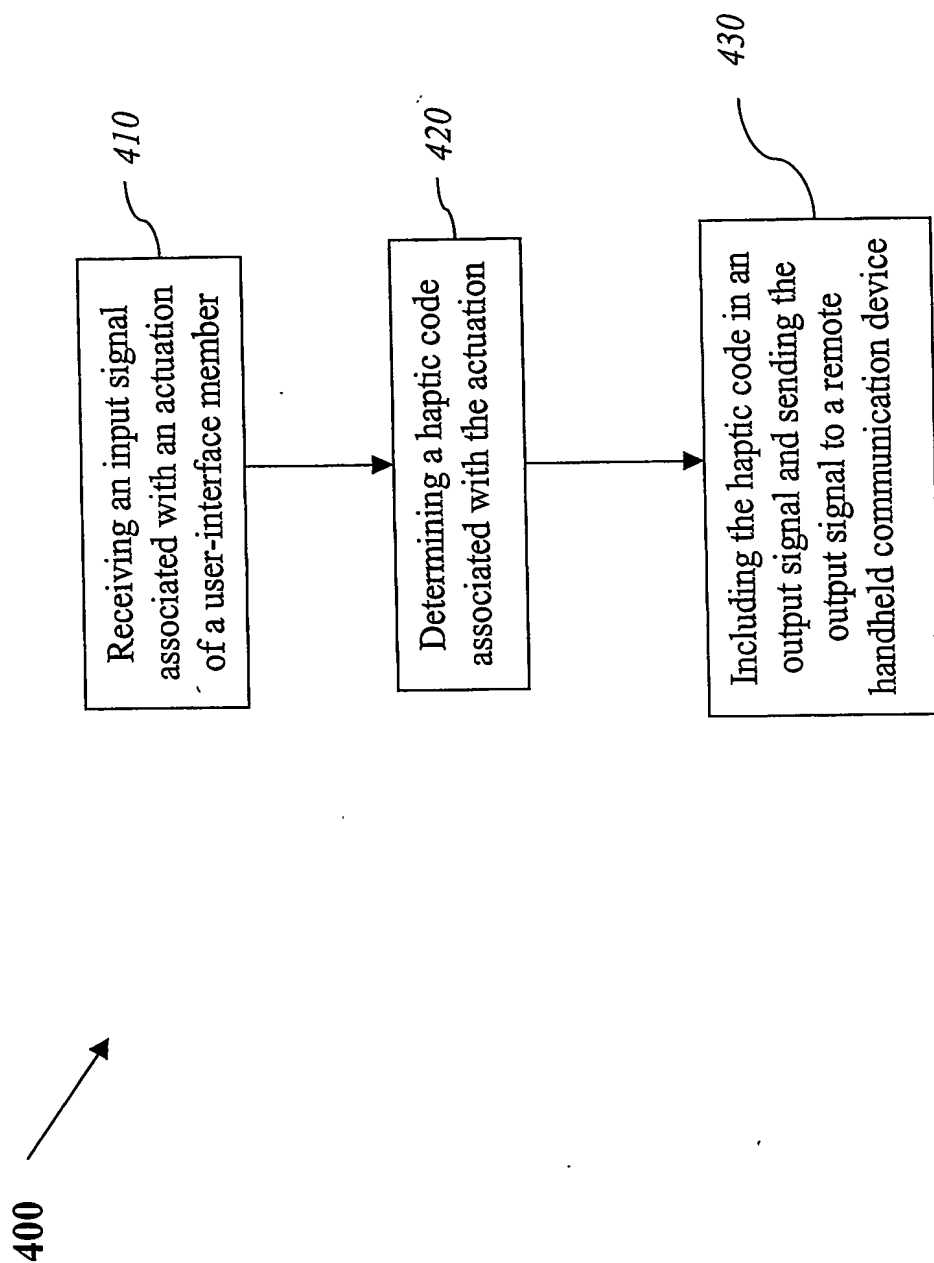 400
Receiving an input signal
associated with an actuation
of a user-interface member
410
Determining a haptic code
associated with the actuation
420
Including the haptic code in an
output signal and sending the
output signal to a remote
handheld communication device
430